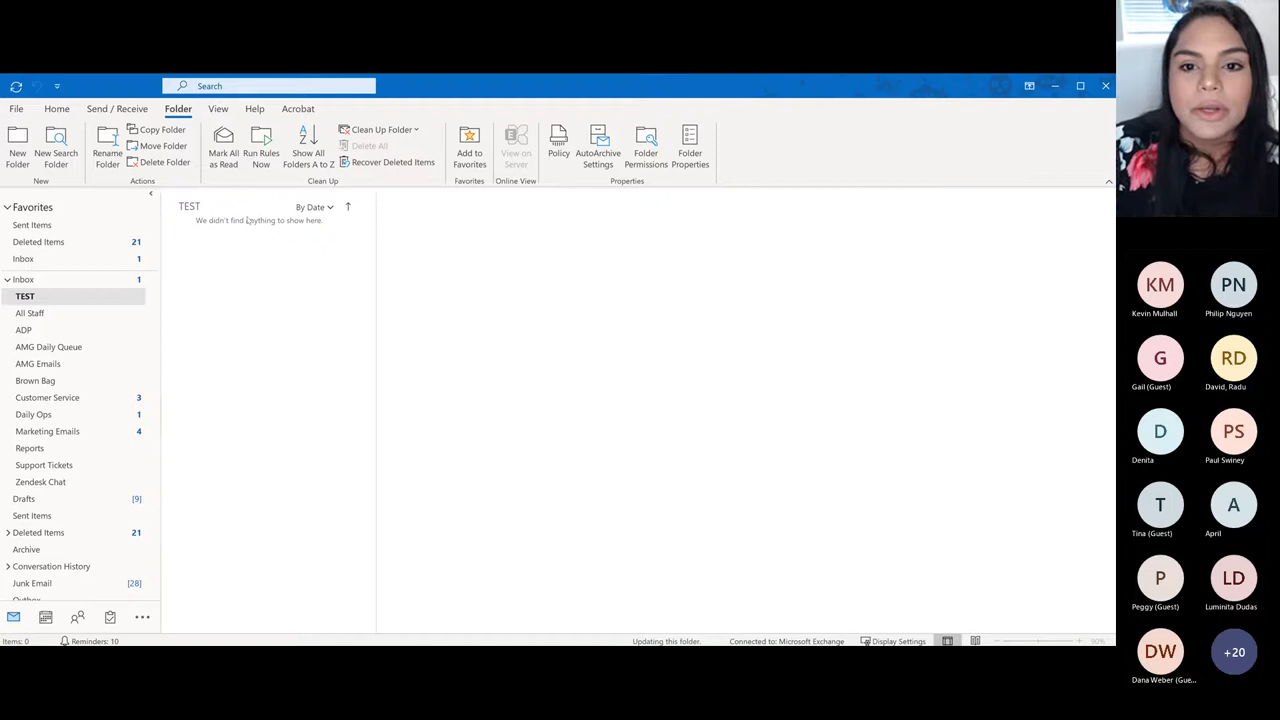 Search
File Home Send / Receive Folder View Help Acrobat
New Folder
New Search Folder
Rename Folder
Copy Folder
Move Folder
Delete Folder
Mark All as Read
Run Rules Now
Show All Folders A to Z
Clean Up Folder
Delete All
Recover Deleted Items
Add to Favorites
View on Server
Policy
AutoArchive Settings
Folder Permissions
Folder Properties
New Actions Clean Up Favorites Online View Properties
Favorites
Sent Items
Deleted Items 21
Inbox 1
Inbox 1
TEST
All Staff
ADP
AMG Daily Queue
AMG Emails
Brown Bag
Customer Service 3
Daily Ops 1
Marketing Emails 4
Reports
Support Tickets
Zendesk Chat
Drafts [9]
Sent Items
Deleted Items 21
Archive
Conversation History
Junk Email [28]
Outbox
TEST By Date
We didn't find anything to show here.
Items: 0 Reminders: 10 Updating this folder. Connected to: Microsoft Exchange Display Settings 90%
KM PN
Kevin Mulhall Philip Nguyen
G RD
Gail (Guest) David, Radu
D PS
Denita Paul Swiney
T A
Tina (Guest) April
P LD
Peggy (Guest) Luminita Dudas
DW +20
Dana Weber (Gue...